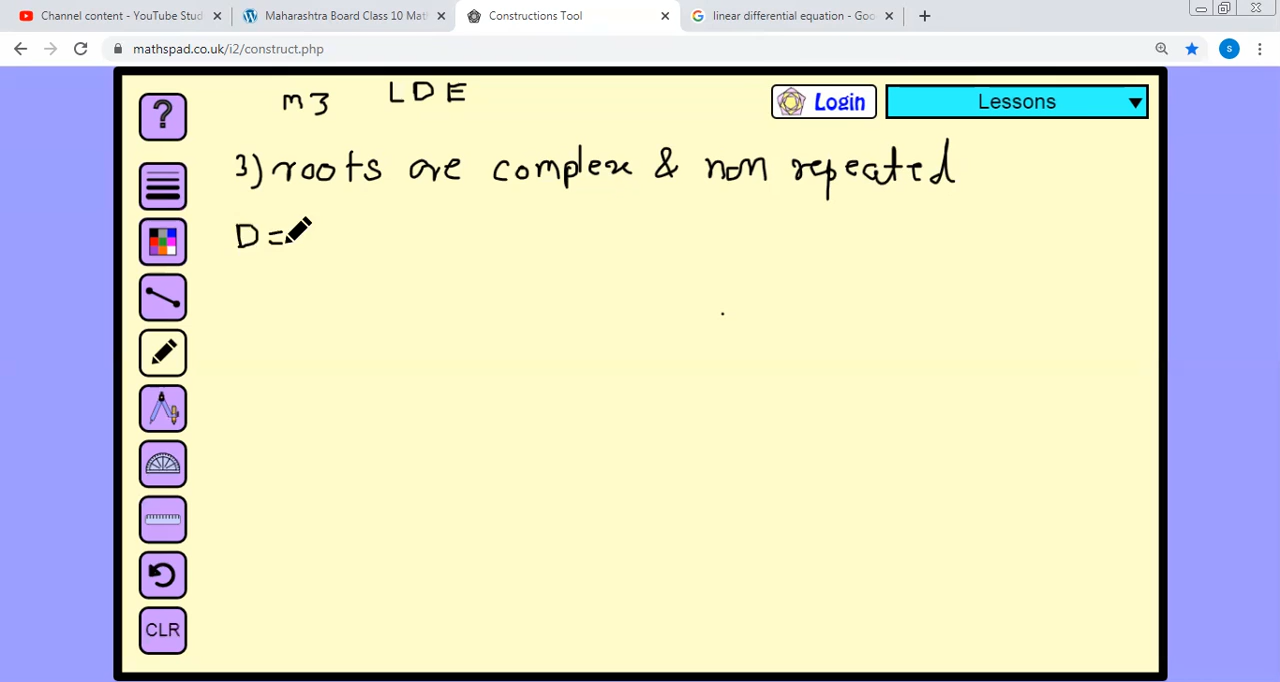 Channel content - YouTube Stud
Maharashtra Board Class 10 Mat
Constructions Tool
linear differential equation - Goo
mathspad.co.uk/i2/construct.php
S
m3 LDE
Login
Lessons
?
3) roots are complex & non repeated
D=
CLR